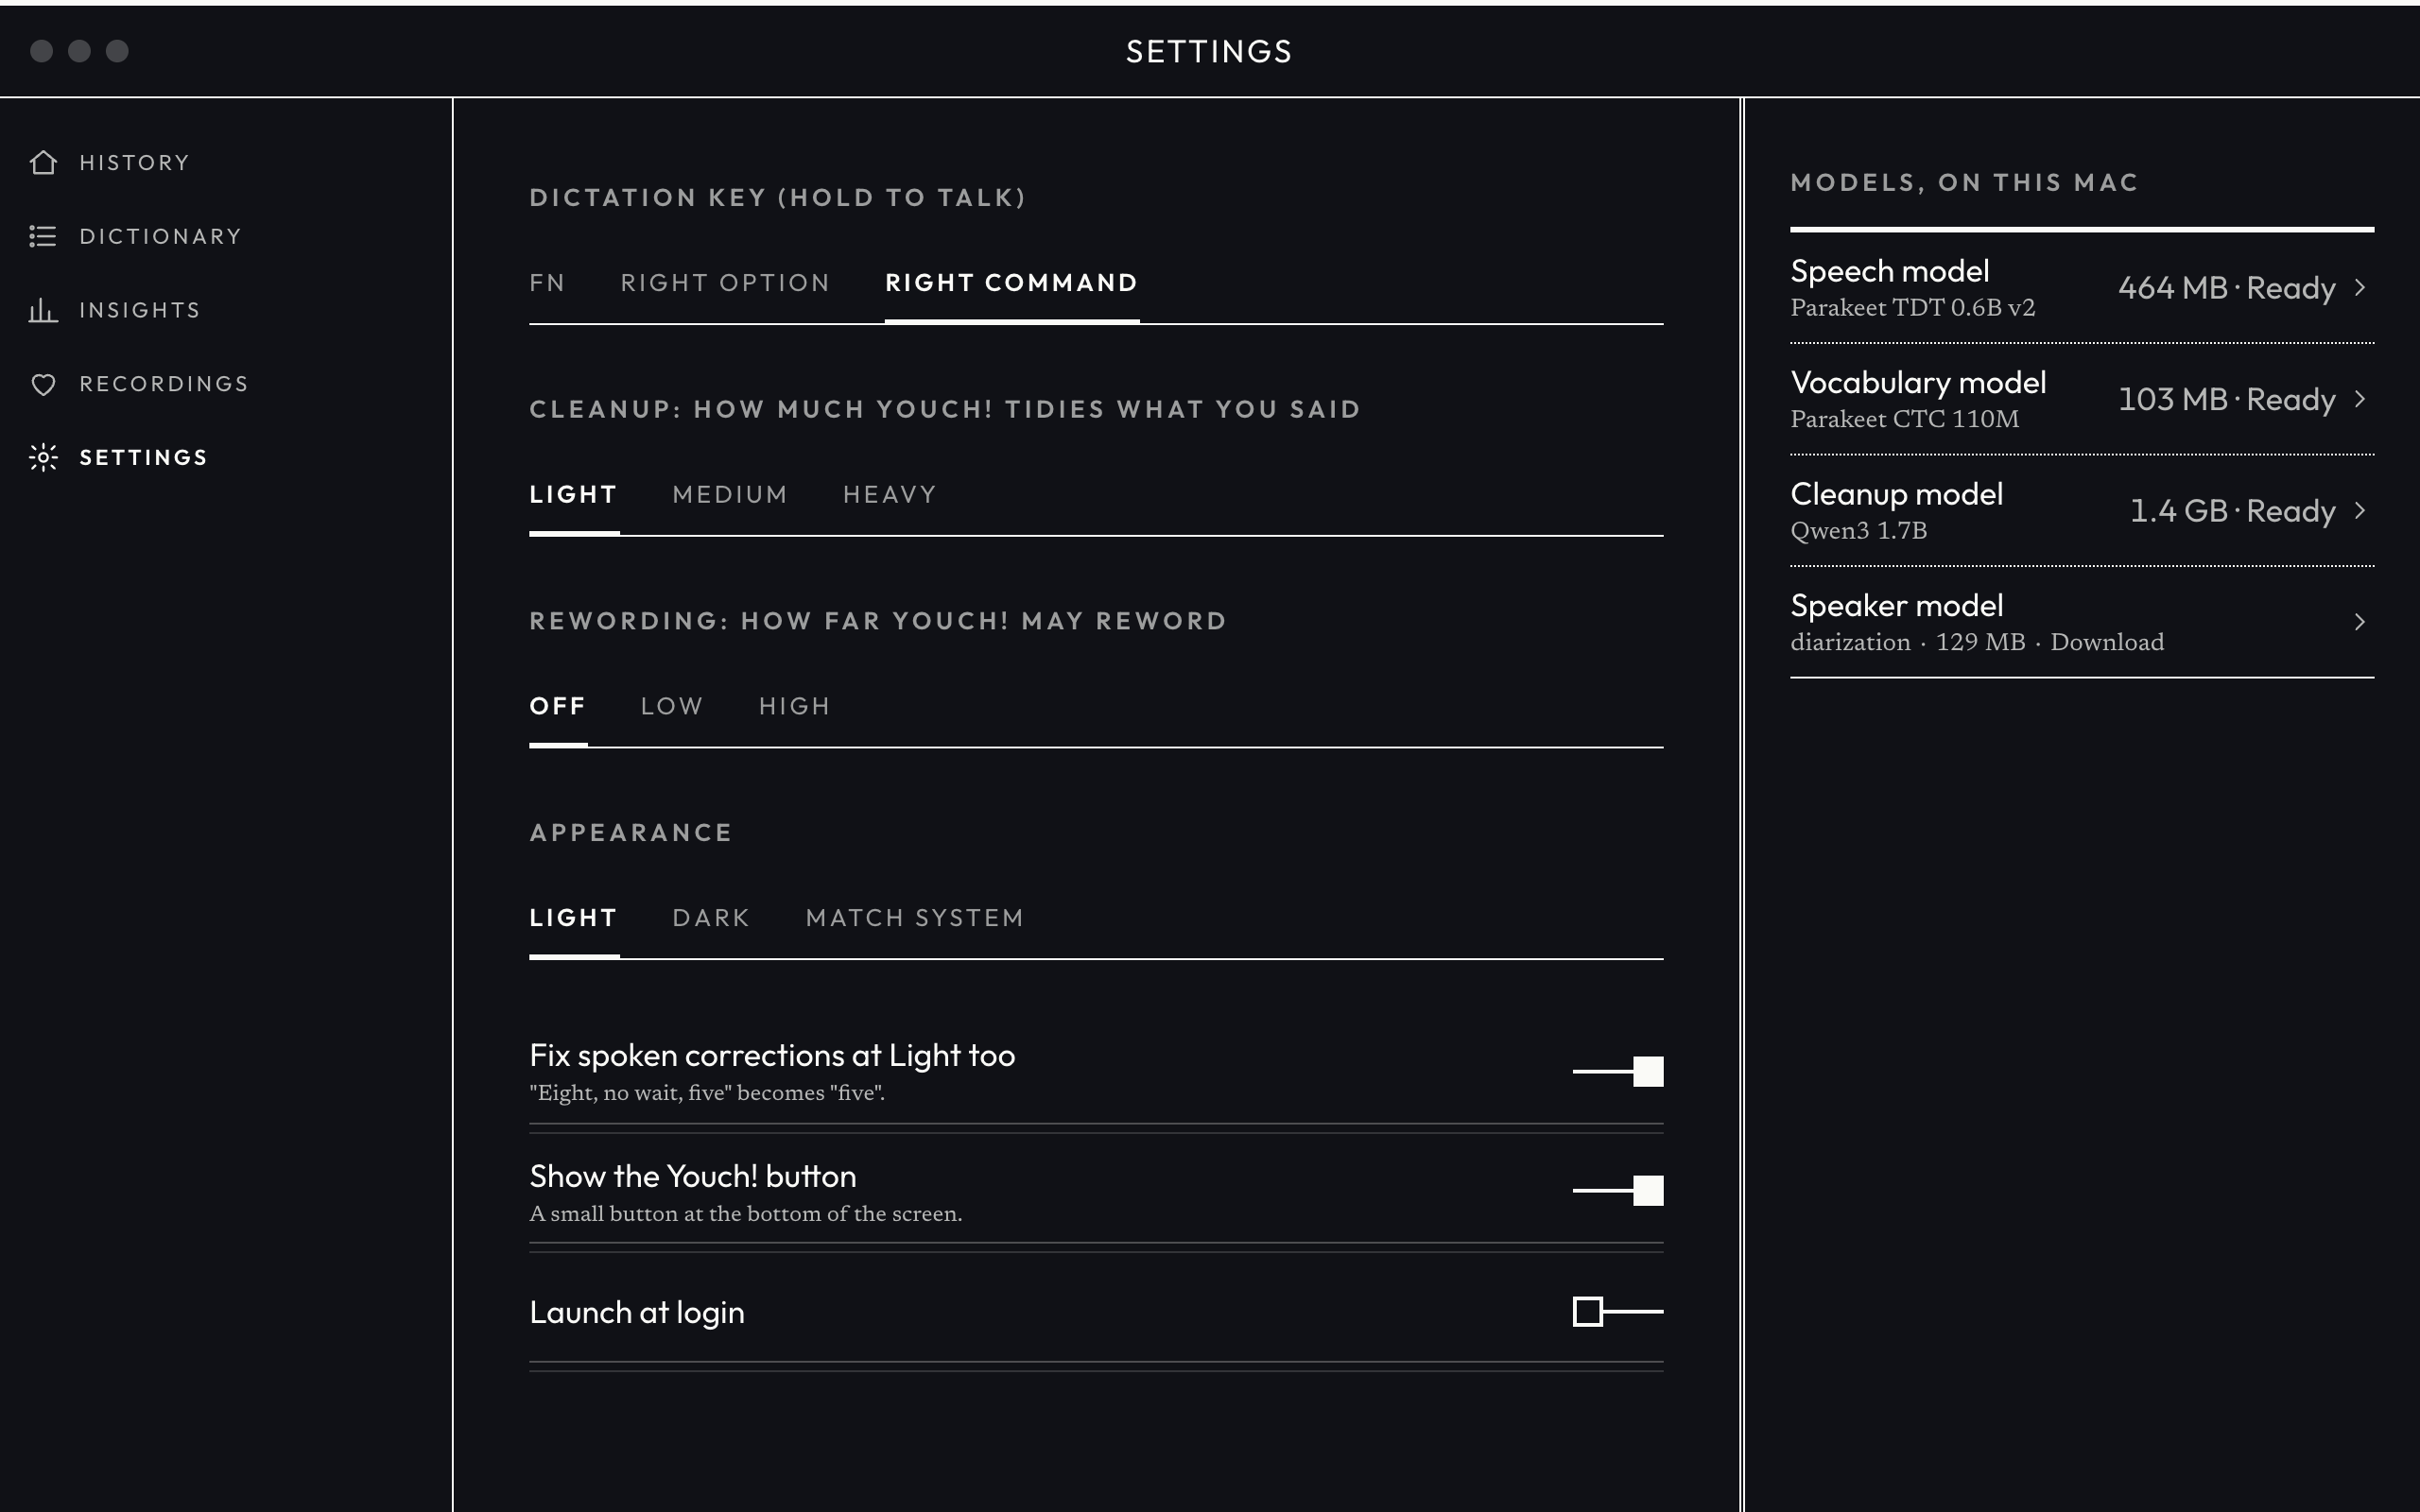 SETTINGS
HISTORY
DICTIONARY
INSIGHTS
RECORDINGS
SETTINGS
DICTATION KEY (HOLD TO TALK)
FN RIGHT OPTION RIGHT COMMAND
CLEANUP: HOW MUCH YOUCH! TIDIES WHAT YOU SAID
LIGHT MEDIUM HEAVY
REWORDING: HOW FAR YOUCH! MAY REWORD
OFF LOW HIGH
APPEARANCE
LIGHT DARK MATCH SYSTEM
Fix spoken corrections at Light too
"Eight, no wait, five" becomes "five".
Show the Youch! button
A small button at the bottom of the screen.
Launch at login
MODELS, ON THIS MAC
Speech model
Parakeet TDT 0.6B v2
464 MB · Ready
Vocabulary model
Parakeet CTC 110M
103 MB · Ready
Cleanup model
Qwen3 1.7B
1.4 GB · Ready
Speaker model
diarization · 129 MB · Download